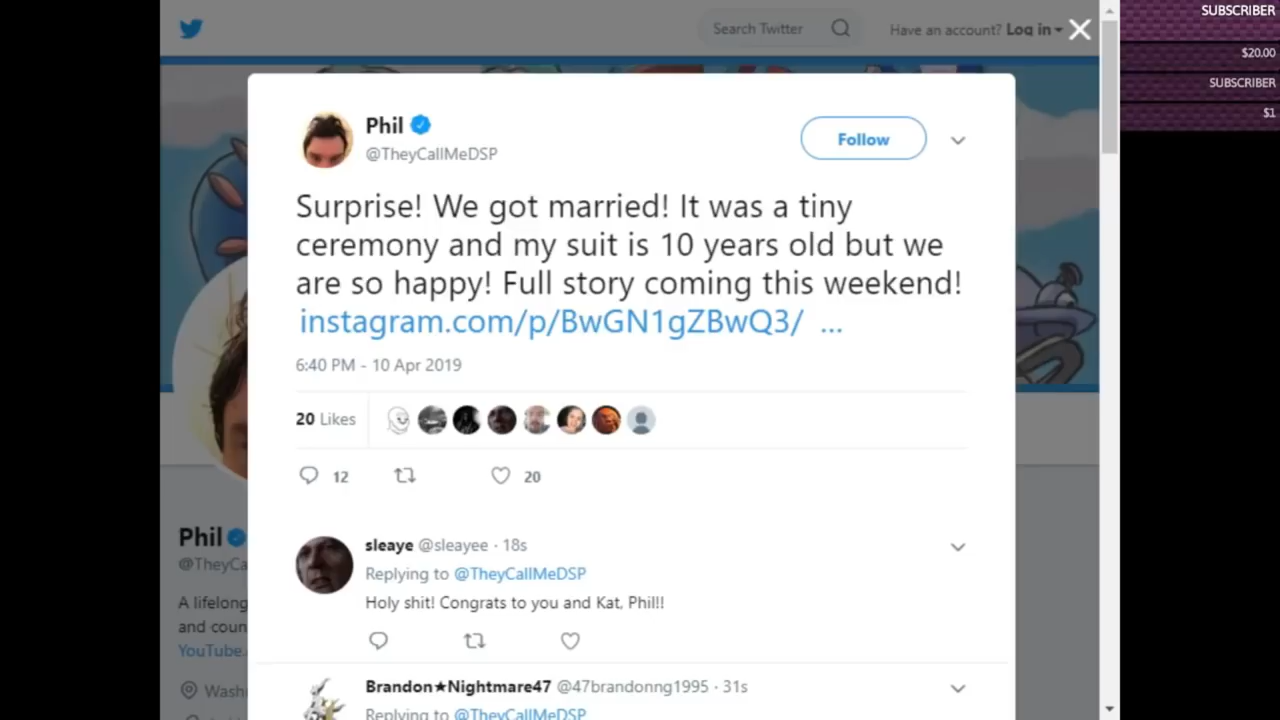 SUBSCRIBER
Search Twitter
Have an account? Log in
$20.00
SUBSCRIBER
$1
Phil
@TheyCallMeDSP
Follow
Surprise! We got married! It was a tiny
ceremony and my suit is 10 years old but we
are so happy! Full story coming this weekend!
instagram.com/p/BwGN1gZBwQ3/ ...
6:40 PM - 10 Apr 2019
20 Likes
12
20
Phil
@TheyCa
A lifelong
and coun
YouTube.
Wash
sleaye @sleayee · 18s
Replying to @TheyCallMeDSP
Holy shit! Congrats to you and Kat, Phil!!
Brandon★Nightmare47 @47brandonng1995 · 31s
Replying to @TheyCallMeDSP